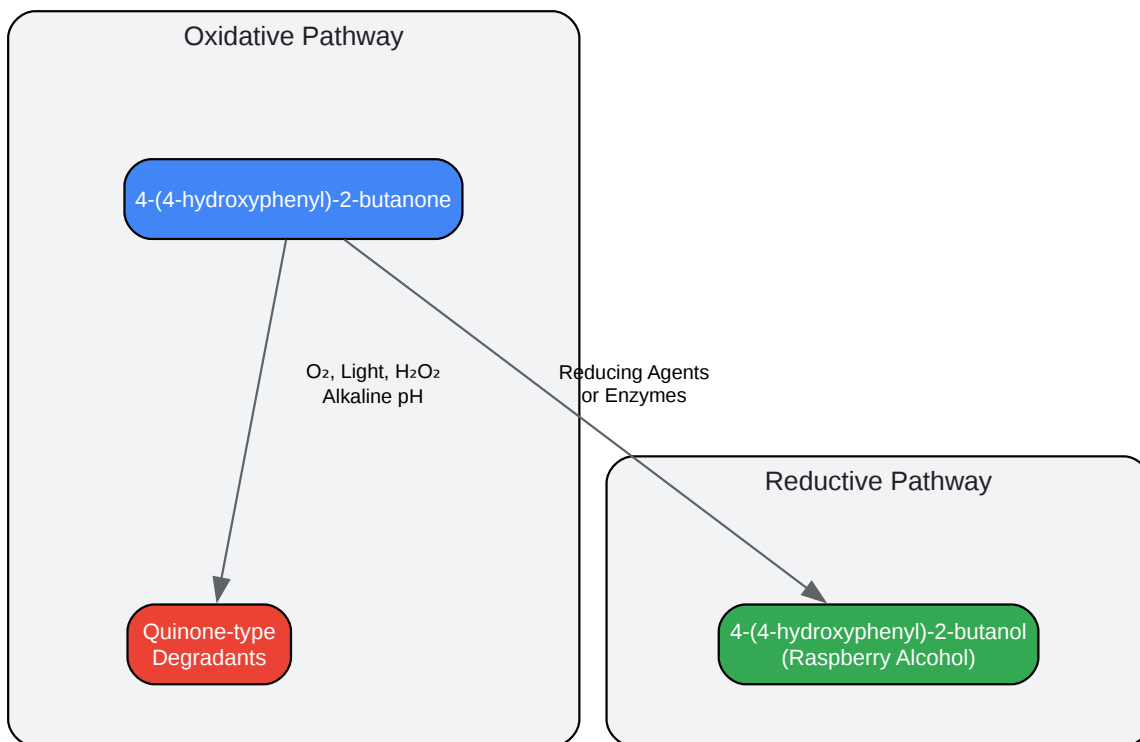 Oxidative Pathway
4-(4-hydroxyphenyl)-2-butanone
O₂, Light, H₂O₂
Alkaline pH
Reducing Agents
or Enzymes
Reductive Pathway
Quinone-type
Degradants
4-(4-hydroxyphenyl)-2-butanol
(Raspberry Alcohol)